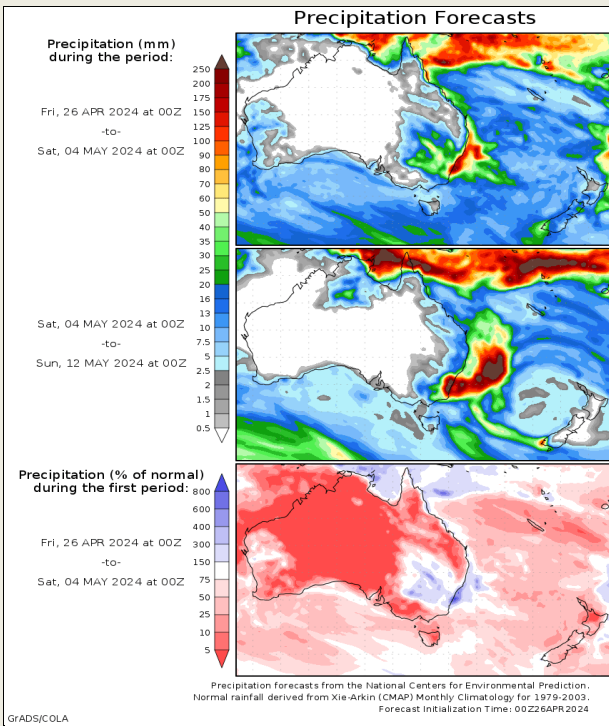 Precipitation Forecasts
Precipitation (mm)
during the period:
Fri, 26 APR 2024 at 00Z
-to-
Sat, 04 MAY 2024 at 00Z
250
200
175
150
125
100
90
80
70
60
50
40
35
30
25
20
16
13
10
7.5
5
2.5
2
1.5
1
0.5
Sat, 04 MAY 2024 at 00Z
-to-
Sun, 12 MAY 2024 at 00Z
Precipitation (% of normal)
during the first period:
Fri, 26 APR 2024 at 00Z
-to-
Sat, 04 MAY 2024 at 00Z
800
600
400
300
150
75
50
25
10
5
Precipitation forecasts from the National Centers for Environmental Prediction.
Normal rainfall derived from Xie-Arkin (CMAP) Monthly Climatology for 1979-2003.
Forecast Initialization Time: 00Z26APR2024
GrADS/COLA